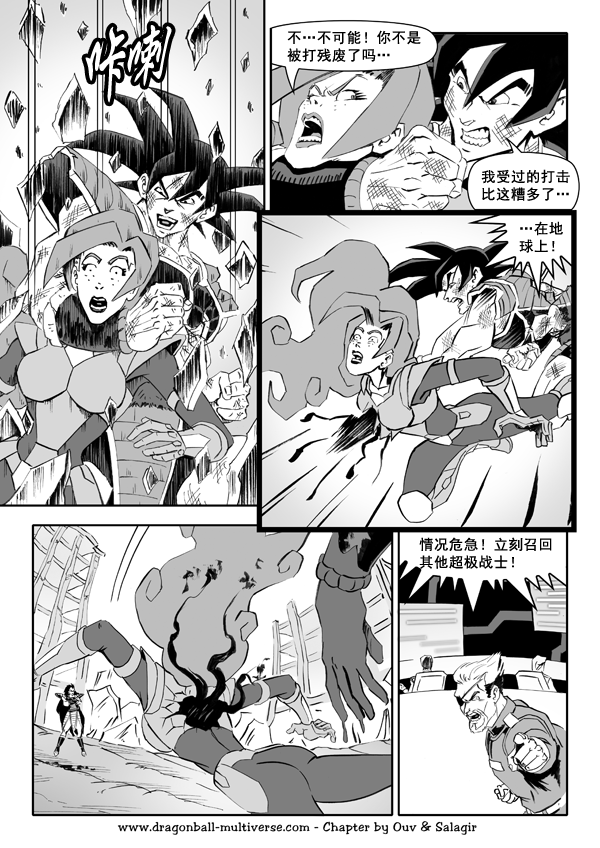 咔喇
不…不可能！你不是
被打残废了吗…
我受过的打击
比这糟多了…
…在地
球上！
情况危急！立刻召回
其他超极战士！
www.dragonball-multiverse.com - Chapter by Ouv & Salagir